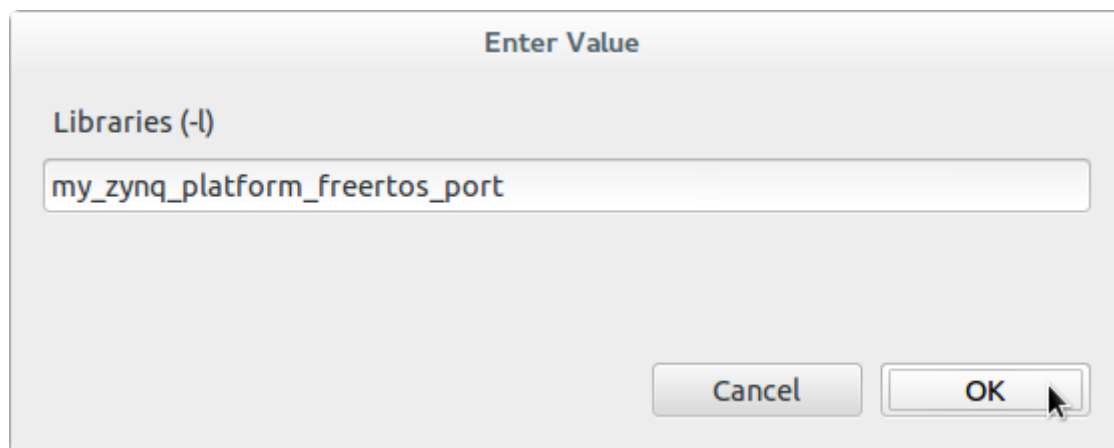 Enter Value
Libraries (-l)
my_zynq_platform_freertos_port
Cancel OK